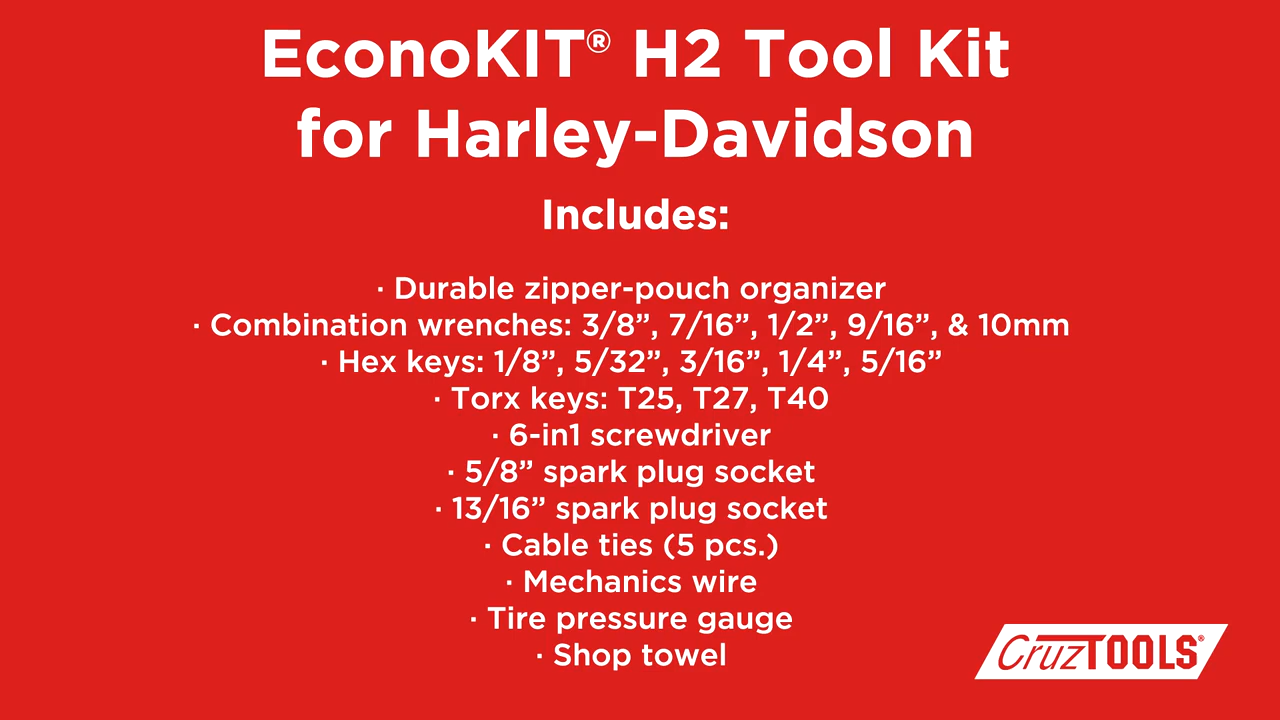 EconoKIT® H2 Tool Kit
for Harley-Davidson
Includes:
· Durable zipper-pouch organizer
· Combination wrenches: 3/8”, 7/16”, 1/2”, 9/16”, & 10mm
· Hex keys: 1/8”, 5/32”, 3/16”, 1/4”, 5/16”
· Torx keys: T25, T27, T40
· 6-in1 screwdriver
· 5/8” spark plug socket
· 13/16” spark plug socket
· Cable ties (5 pcs.)
· Mechanics wire
· Tire pressure gauge
· Shop towel
CruzTOOLS®